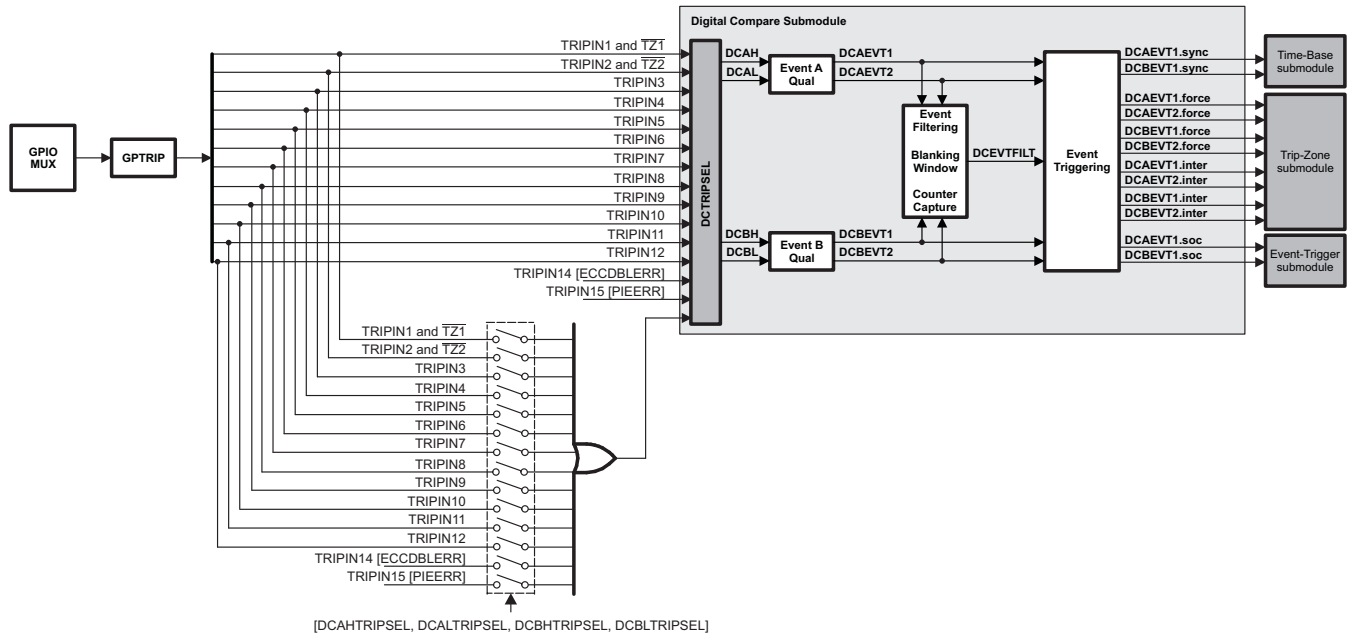 Digital Compare Submodule
TRIPIN1 and TZ1
TRIPIN2 and TZ2
TRIPIN3
TRIPIN4
TRIPIN5
TRIPIN6
TRIPIN7
TRIPIN8
TRIPIN9
TRIPIN10
TRIPIN11
TRIPIN12
TRIPIN14 [ECCDBLERR]
TRIPIN15 [PIEERR]
GPIO
MUX
GPTRIP
DCTRIPSEL
DCAH
DCAL
Event A
Qual
DCAEVT1
DCAEVT2
Event
Filtering
Blanking
Window
Counter
Capture
DCEVTFILT
DCBH
DCBL
Event B
Qual
DCBEVT1
DCBEVT2
Event
Triggering
DCAEVT1.sync
DCBEVT1.sync
DCAEVT1.force
DCAEVT2.force
DCBEVT1.force
DCBEVT2.force
DCAEVT1.inter
DCAEVT2.inter
DCBEVT1.inter
DCBEVT2.inter
DCAEVT1.soc
DCBEVT1.soc
Time-Base
submodule
Trip-Zone
submodule
Event-Trigger
submodule
TRIPIN1 and TZ1
TRIPIN2 and TZ2
TRIPIN3
TRIPIN4
TRIPIN5
TRIPIN6
TRIPIN7
TRIPIN8
TRIPIN9
TRIPIN10
TRIPIN11
TRIPIN12
TRIPIN14 [ECCDBLERR]
TRIPIN15 [PIEERR]
[DCAHTRIPSEL, DCALTRIPSEL, DCBHTRIPSEL, DCBLTRIPSEL]